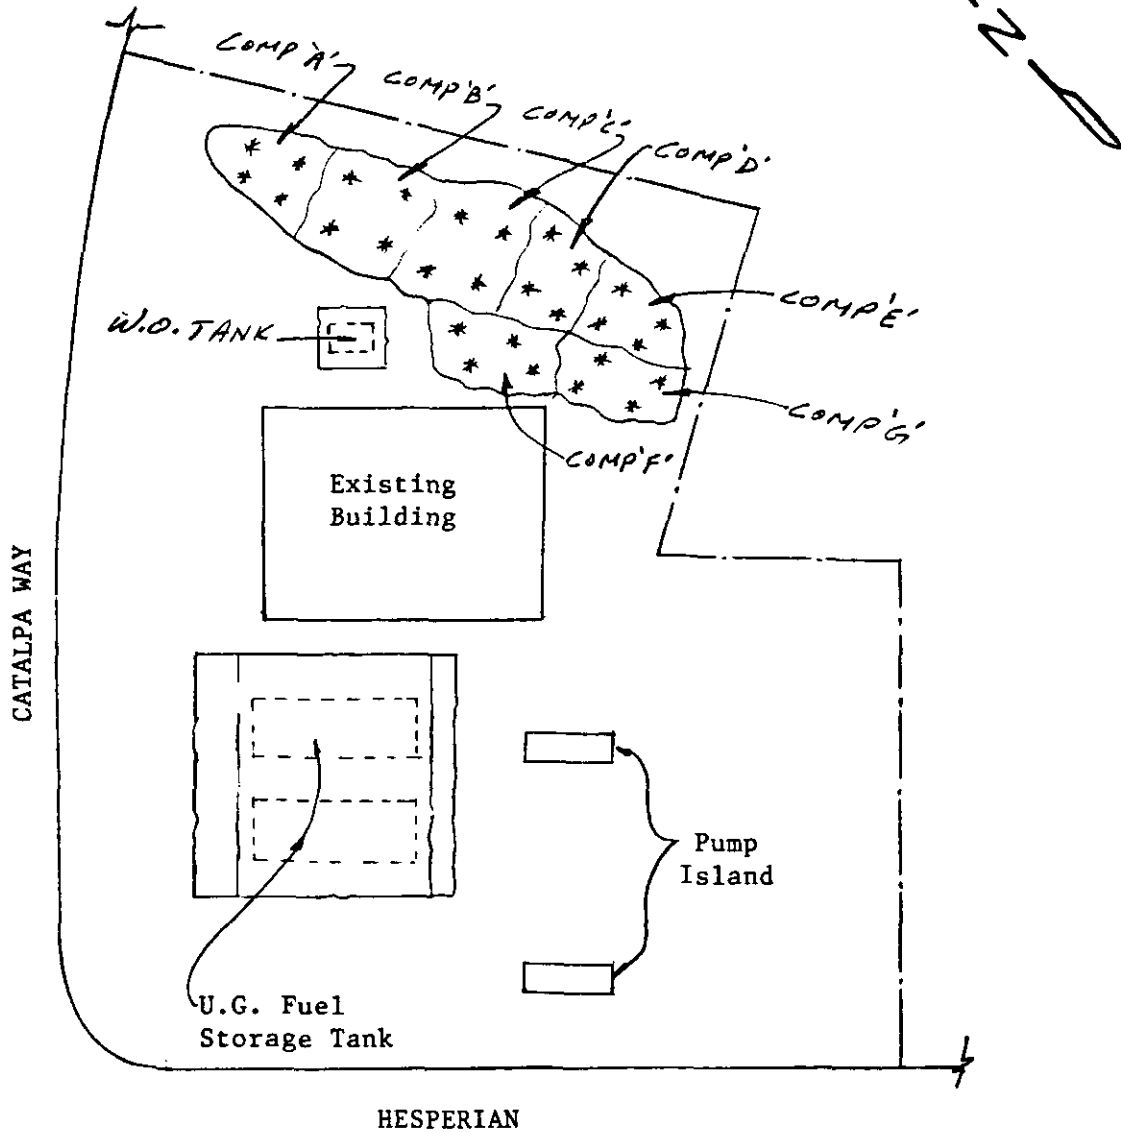 N
COMP'A'
COMP'B'
COMP'C'
COMP'D'
COMP'E'
W.O. TANK
COMP'G'
COMP'F'
Existing
Building
CATALPA WAY
Pump
Island
U.G. Fuel
Storage Tank
HESPERIAN